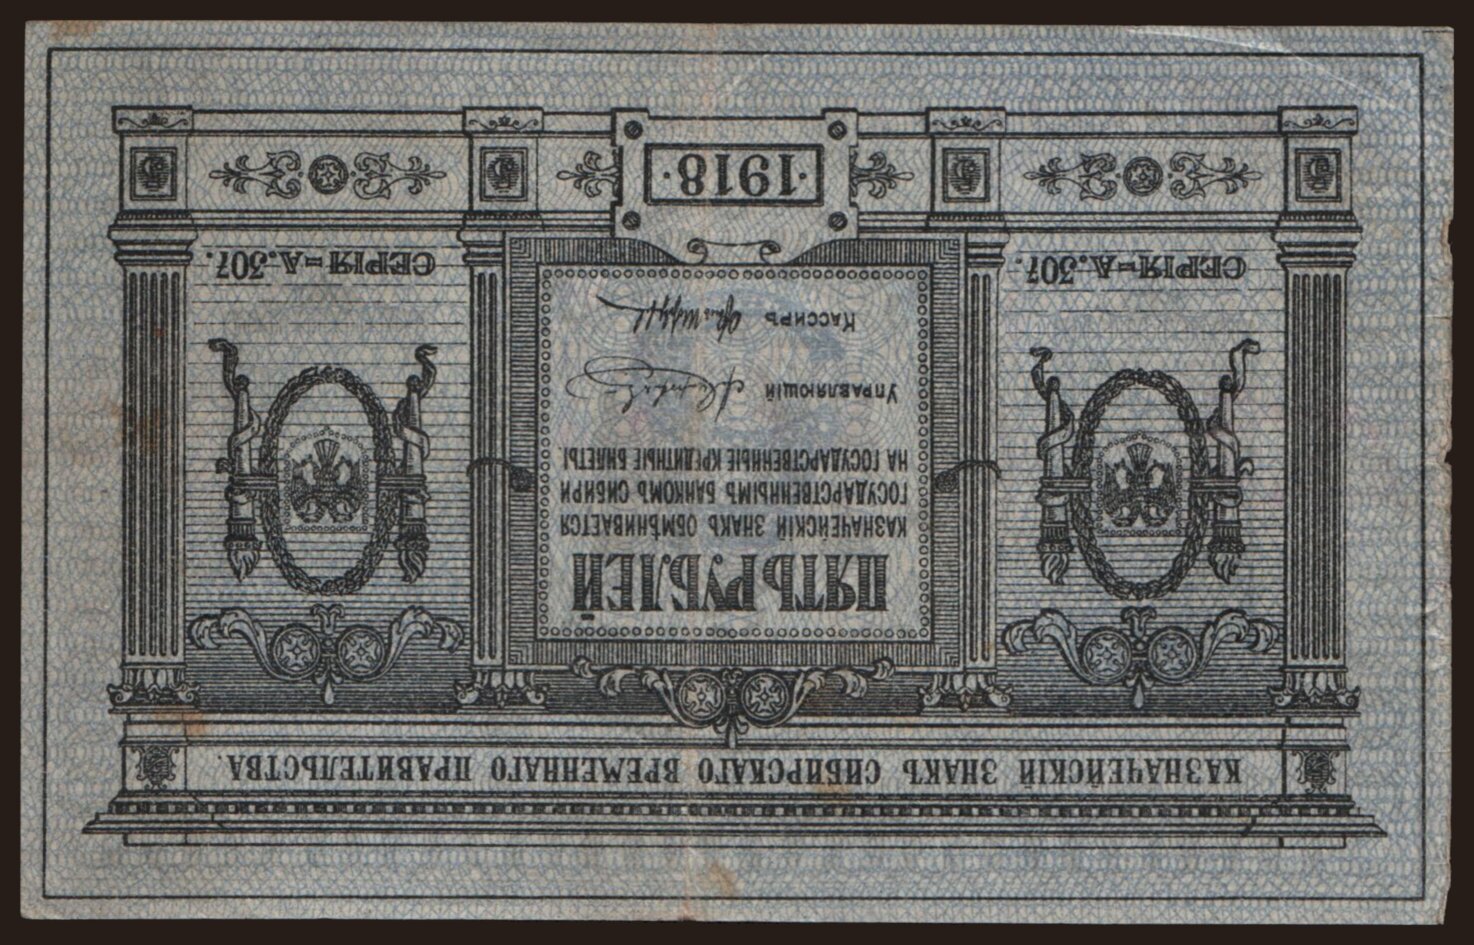 КАЗНАЧЕЙСКІЙ ЗНАКЪ СИБИРСКАГО ВРЕМЕННАГО ПРАВИТЕЛЬСТВА.
ПЯТЬ РУБЛЕЙ
КАЗНАЧЕЙСКІЙ ЗНАКЪ ОБМѢНИВАЕТСЯ
ГОСУДАРСТВЕННЫМЪ БАНКОМЪ СИБИРИ
НА ГОСУДАРСТВЕННЫЕ КРЕДИТНЫЕ БИЛЕТЫ
УПРАВЛЯЮЩІЙ
КАССИРЪ
СЕРІЯ=А.307.
СЕРІЯ=А.307.
5 5 5 5
·1918·